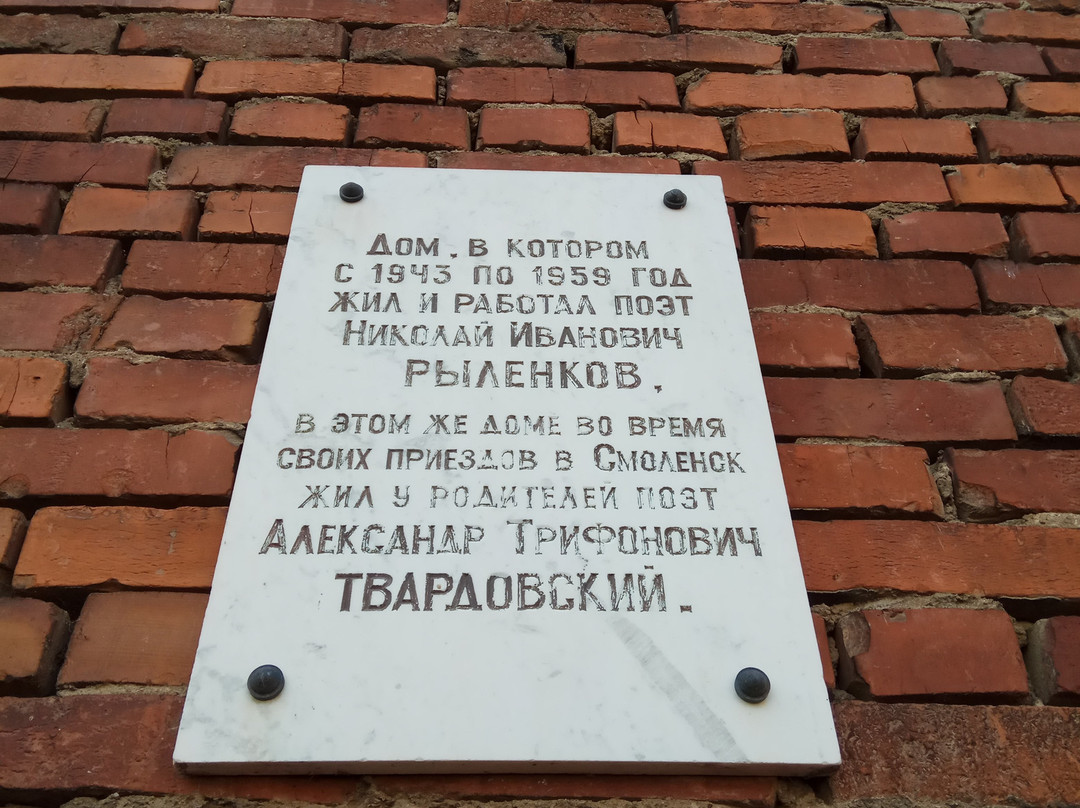 Дом, в котором
с 1943 по 1959 год
жил и работал поэт
Николай Иванович
РЫЛЕНКОВ,
в этом же доме во время
своих приездов в Смоленск
жил у родителей поэт
Александр Трифонович
ТВАРДОВСКИЙ.